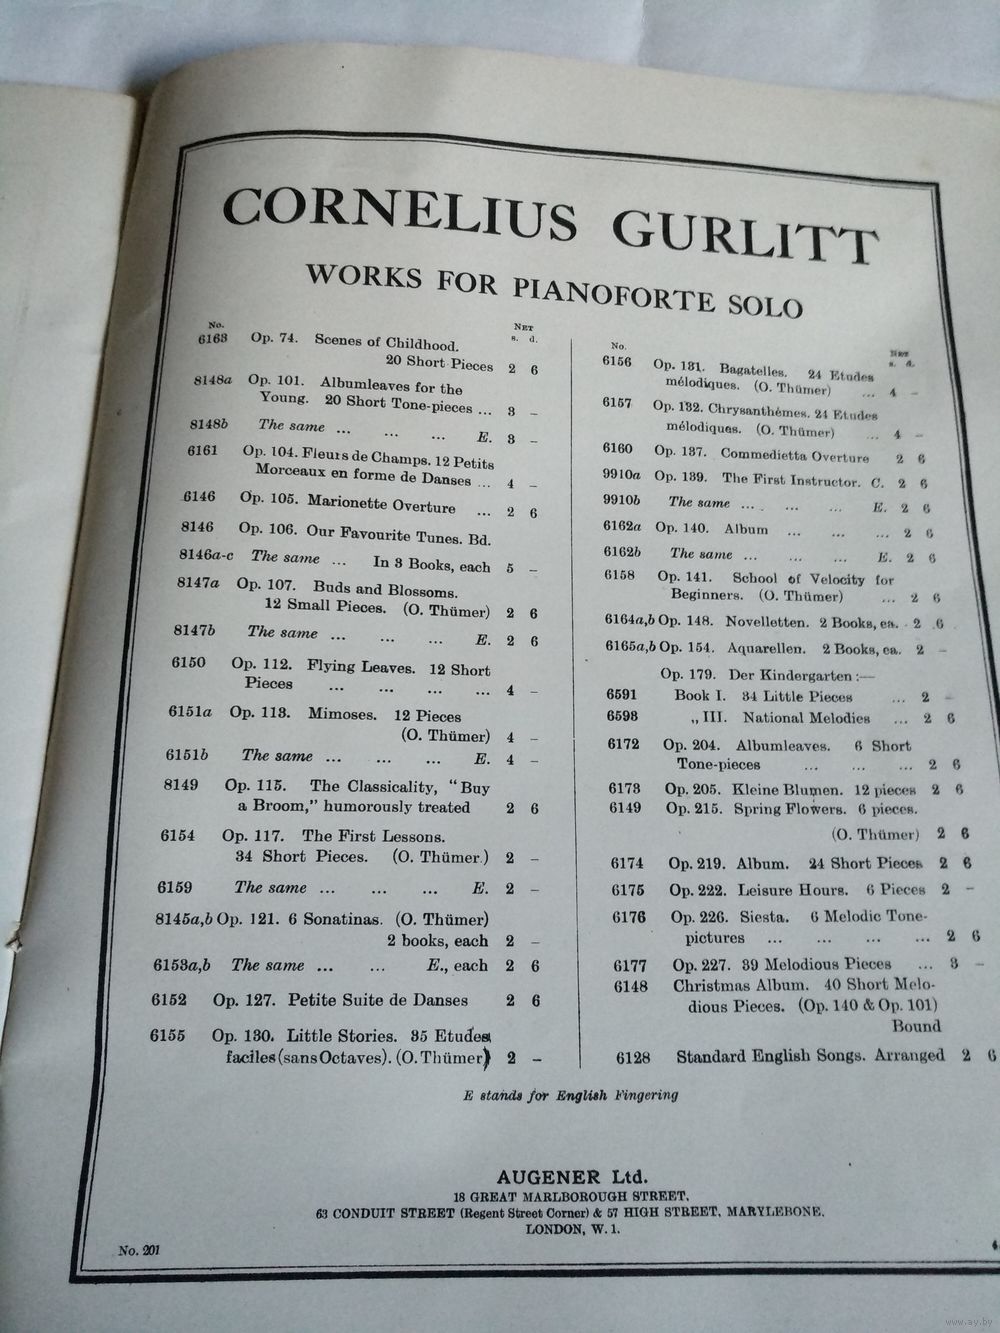 CORNELIUS GURLITT
WORKS FOR PIANOFORTE SOLO
No. NET
s. d.
6163 Op. 74. Scenes of Childhood.
20 Short Pieces 2 6
8148a Op. 101. Albumleaves for the
Young. 20 Short Tone-pieces ... 3 –
8148b The same ... ... ... E. 3 –
6161 Op. 104. Fleurs de Champs. 12 Petits
Morceaux en forme de Danses ... 4 –
6146 Op. 105. Marionette Overture ... 2 6
8146 Op. 106. Our Favourite Tunes. Bd.
8146a-c The same ... In 3 Books, each 5 –
8147a Op. 107. Buds and Blossoms.
12 Small Pieces. (O. Thümer) 2 6
8147b The same ... ... ... E. 2 6
6150 Op. 112. Flying Leaves. 12 Short
Pieces ... ... ... ... 4 –
6151a Op. 113. Mimoses. 12 Pieces
(O. Thümer) 4 –
6151b The same ... ... ... E. 4 –
8149 Op. 115. The Classicality, "Buy
a Broom," humorously treated 2 6
6154 Op. 117. The First Lessons.
34 Short Pieces. (O. Thümer.) 2 –
6159 The same ... ... ... E. 2 –
8145a,b Op. 121. 6 Sonatinas. (O. Thümer)
2 books, each 2 –
6153a,b The same ... ... E., each 2 6
6152 Op. 127. Petite Suite de Danses 2 6
6155 Op. 130. Little Stories. 35 Etudes
faciles (sans Octaves). (O. Thümer) 2 –
No. NET
s. d.
6156 Op. 131. Bagatelles. 24 Etudes
mélodiques. (O. Thümer) ... 4 –
6157 Op. 132. Chrysanthémes. 24 Etudes
mélodiques. (O. Thümer) ... 4 –
6160 Op. 137. Commedietta Overture 2 6
9910a Op. 139. The First Instructor. C. 2 6
9910b The same ... ... ... E. 2 6
6162a Op. 140. Album ... ... ... 2 6
6162b The same ... ... ... E. 2 6
6158 Op. 141. School of Velocity for
Beginners. (O. Thümer) ... 2 6
6164a,b Op. 148. Novelletten. 2 Books, ea. 2 6
6165a,b Op. 154. Aquarellen. 2 Books, ea. 2 –
Op. 179. Der Kindergarten:—
6591 Book I. 34 Little Pieces ... 2 –
6598 „ III. National Melodies ... 2 6
6172 Op. 204. Albumleaves. 6 Short
Tone-pieces ... ... ... 2 6
6173 Op. 205. Kleine Blumen. 12 pieces 2 6
6149 Op. 215. Spring Flowers. 6 pieces.
(O. Thümer) 2 6
6174 Op. 219. Album. 24 Short Pieces 2 6
6175 Op. 222. Leisure Hours. 6 Pieces 2 –
6176 Op. 226. Siesta. 6 Melodic Tone-
pictures ... ... ... ... 2 6
6177 Op. 227. 39 Melodious Pieces ... 3 –
6148 Christmas Album. 40 Short Melo-
dious Pieces. (Op. 140 & Op. 101)
Bound
6128 Standard English Songs. Arranged 2 6
E stands for English Fingering
AUGENER Ltd.
18 GREAT MARLBOROUGH STREET,
63 CONDUIT STREET (Regent Street Corner) & 57 HIGH STREET, MARYLEBONE,
LONDON, W. 1.
No. 201
www.ay.by